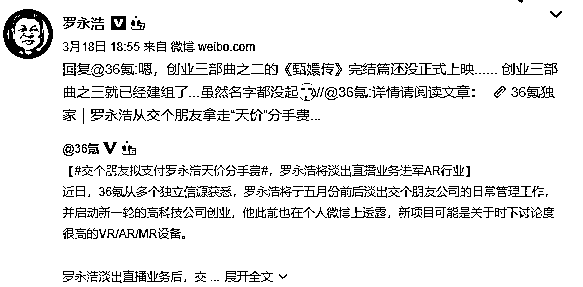 罗永浩
3月18日 18:55 来自 微博 weibo.com
回复@36氪:嗯，创业三部曲之二的《甄嬛传》完结篇还没正式上映...... 创业三部
曲之三就已经建组了...虽然名字都没起//@36氪:详情请阅读文章： 36氪独
家｜罗永浩从交个朋友拿走“天价”分手费...
@36氪
【#交个朋友拟支付罗永浩天价分手费#，罗永浩将淡出直播业务进军AR行业】
近日，36氪从多个独立信源获悉，罗永浩将于五月份前后淡出交个朋友公司的日常管理工作，
并启动新一轮的高科技公司创业，他此前也在个人微博上透露，新项目可能是关于时下讨论度
很高的VR/AR/MR设备。
罗永浩淡出直播业务后，交 ... 展开全文